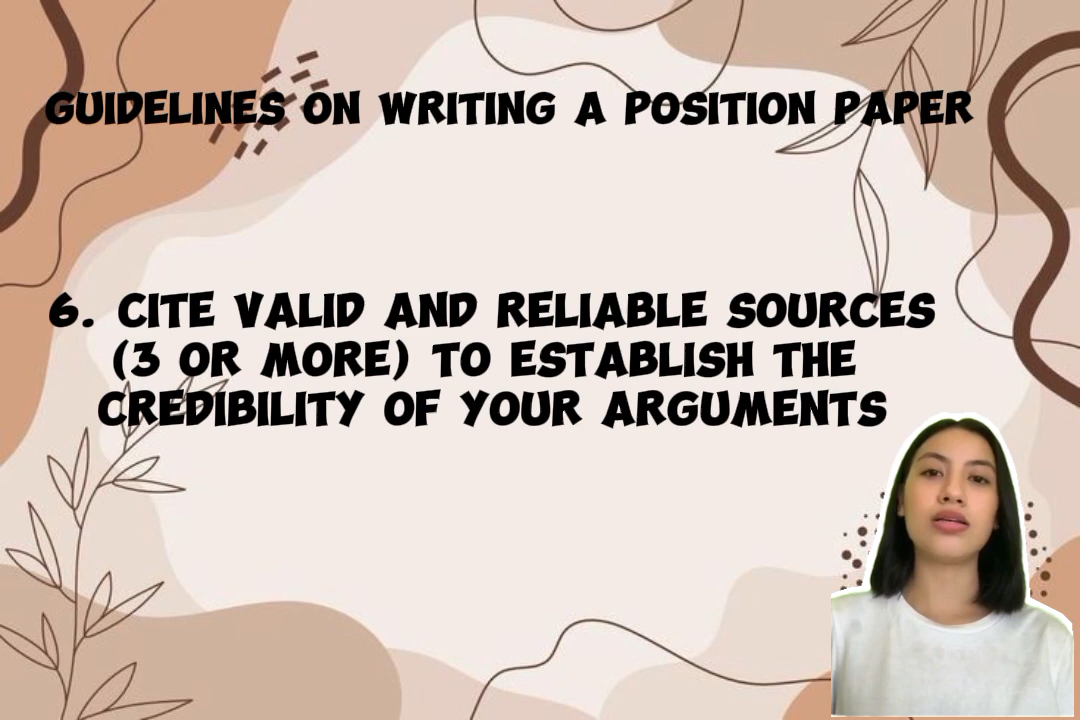 GUIDELINES ON WRITING A POSITION PAPER
6. CITE VALID AND RELIABLE SOURCES
(3 OR MORE) TO ESTABLISH THE
CREDIBILITY OF YOUR ARGUMENTS